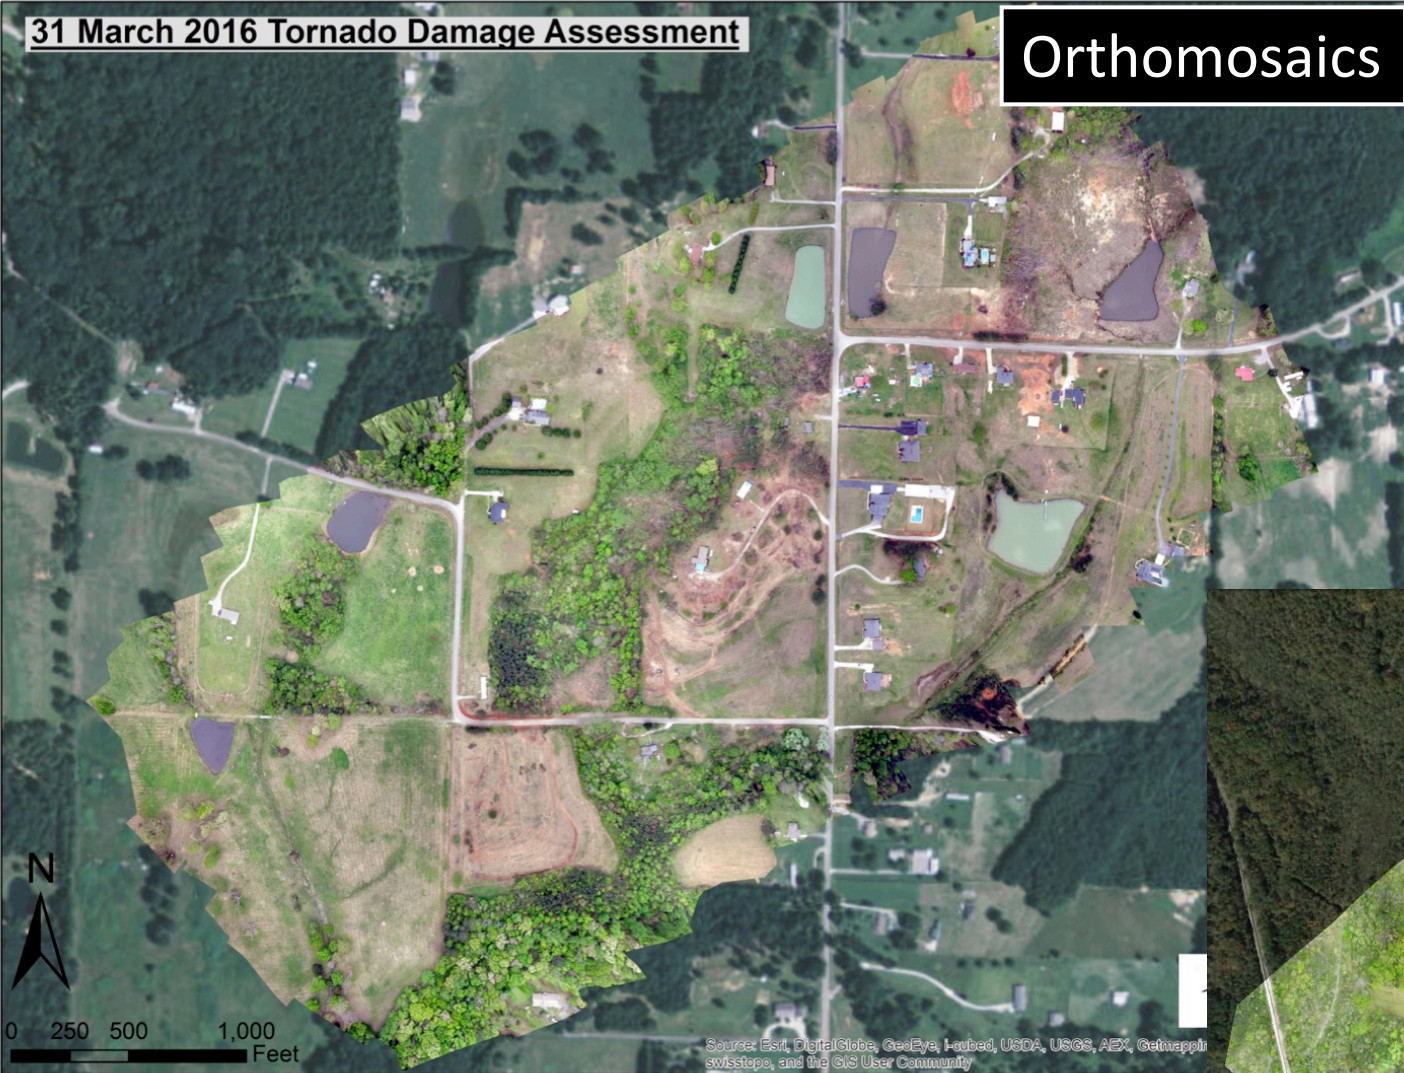 31 March 2016 Tornado Damage Assessment
Orthomosaics
N
0 250 500 1,000
Feet
Source: Esri, DigitalGlobe, GeoEye, i-cubed, USDA, USGS, AEX, Getmappin
swisstopo, and the GIS User Community